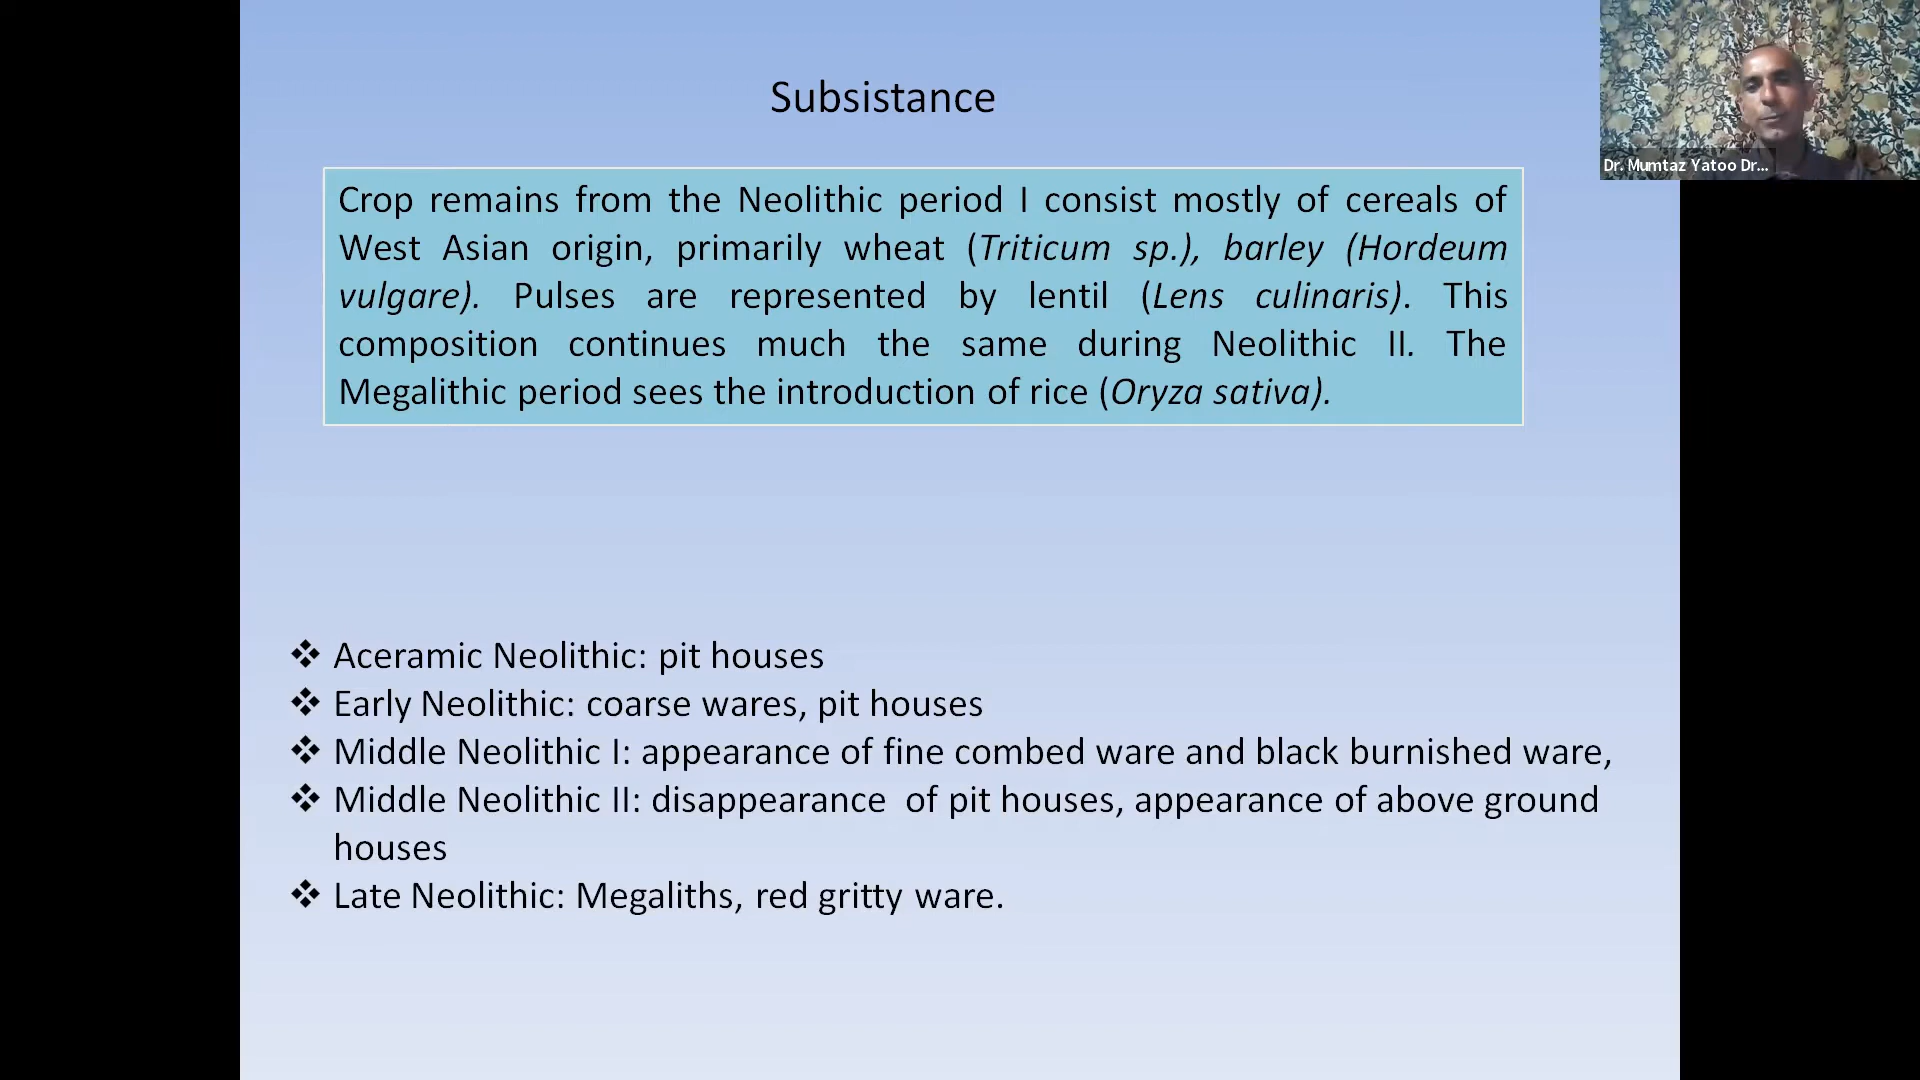 Subsistance
Dr. Mumtaz Yatoo Dr...
Crop remains from the Neolithic period I consist mostly of cereals of
West Asian origin, primarily wheat (Triticum sp.), barley (Hordeum
vulgare). Pulses are represented by lentil (Lens culinaris). This
composition continues much the same during Neolithic II. The
Megalithic period sees the introduction of rice (Oryza sativa).
❖ Aceramic Neolithic: pit houses
❖ Early Neolithic: coarse wares, pit houses
❖ Middle Neolithic I: appearance of fine combed ware and black burnished ware,
❖ Middle Neolithic II: disappearance of pit houses, appearance of above ground
houses
❖ Late Neolithic: Megaliths, red gritty ware.